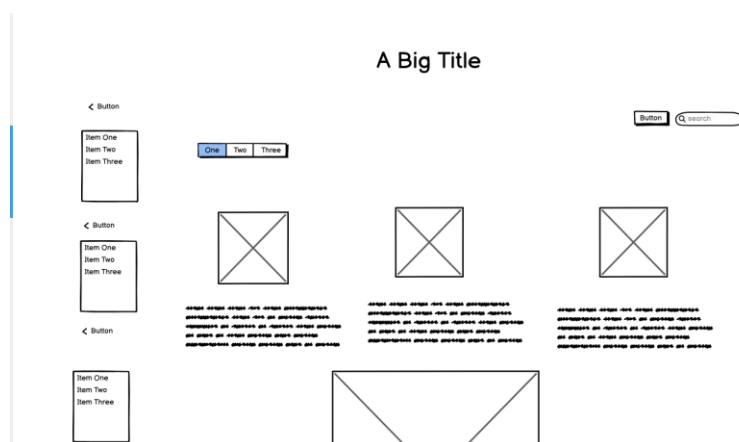 A Big Title
Button
Button
search
Item One
Item Two
Item Three
One Two Three
Button
Item One
Item Two
Item Three
Button
Item One
Item Two
Item Three